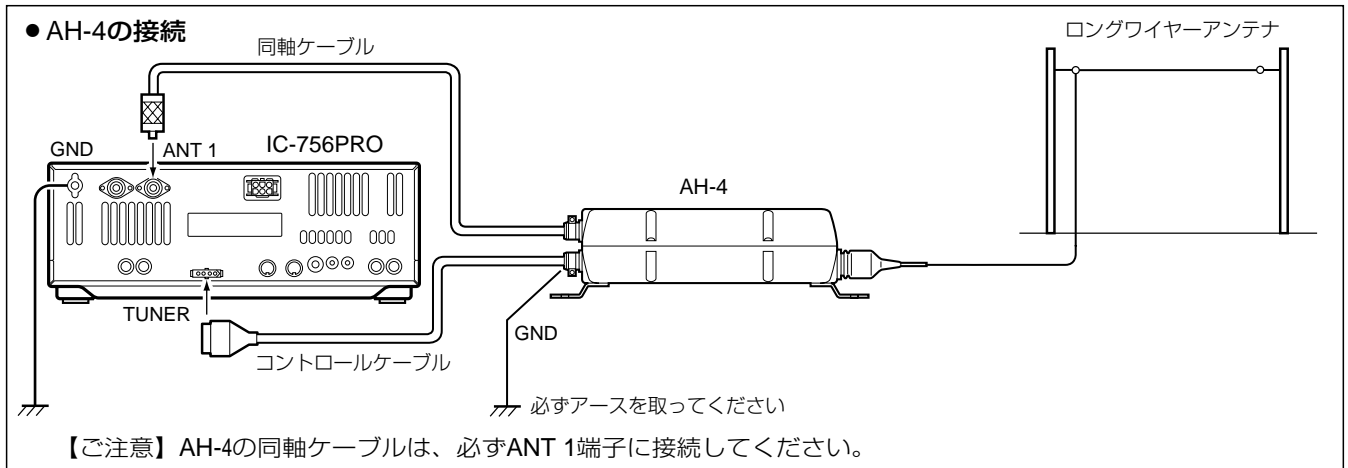 ● AH-4の接続
同軸ケーブル
ロングワイヤーアンテナ
GND
ANT 1
IC-756PRO
AH-4
TUNER
GND
コントロールケーブル
必ずアースを取ってください
【ご注意】AH-4の同軸ケーブルは、必ずANT 1端子に接続してください。